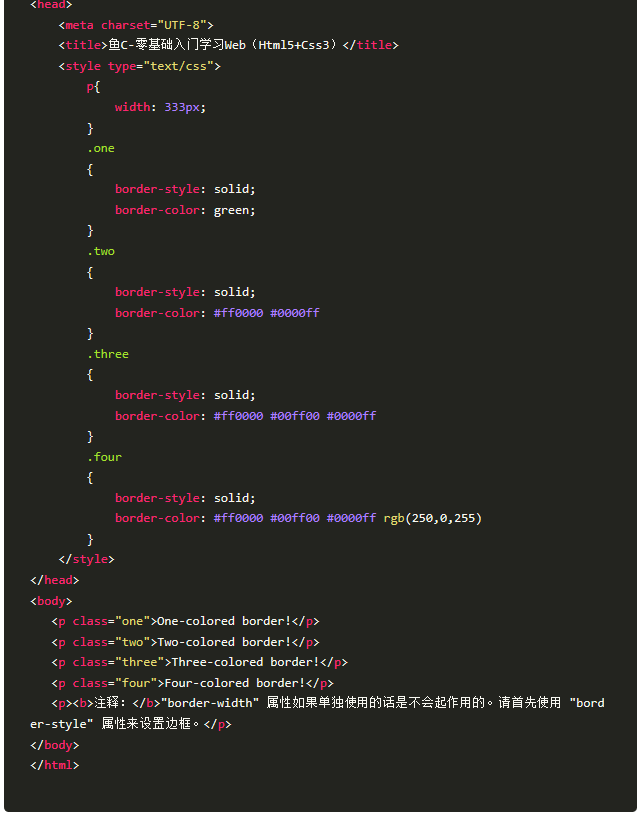 <head>
<meta charset="UTF-8">
<title>鱼C-零基础入门学习Web（Html5+Css3）</title>
<style type="text/css">
p{
width: 333px;
}
.one
{
border-style: solid;
border-color: green;
}
.two
{
border-style: solid;
border-color: #ff0000 #0000ff
}
.three
{
border-style: solid;
border-color: #ff0000 #00ff00 #0000ff
}
.four
{
border-style: solid;
border-color: #ff0000 #00ff00 #0000ff rgb(250,0,255)
}
</style>
</head>
<body>
<p class="one">One-colored border!</p>
<p class="two">Two-colored border!</p>
<p class="three">Three-colored border!</p>
<p class="four">Four-colored border!</p>
<p><b>注释：</b>"border-width" 属性如果单独使用的话是不会起作用的。请首先使用 "bord
er-style" 属性来设置边框。</p>
</body>
</html>